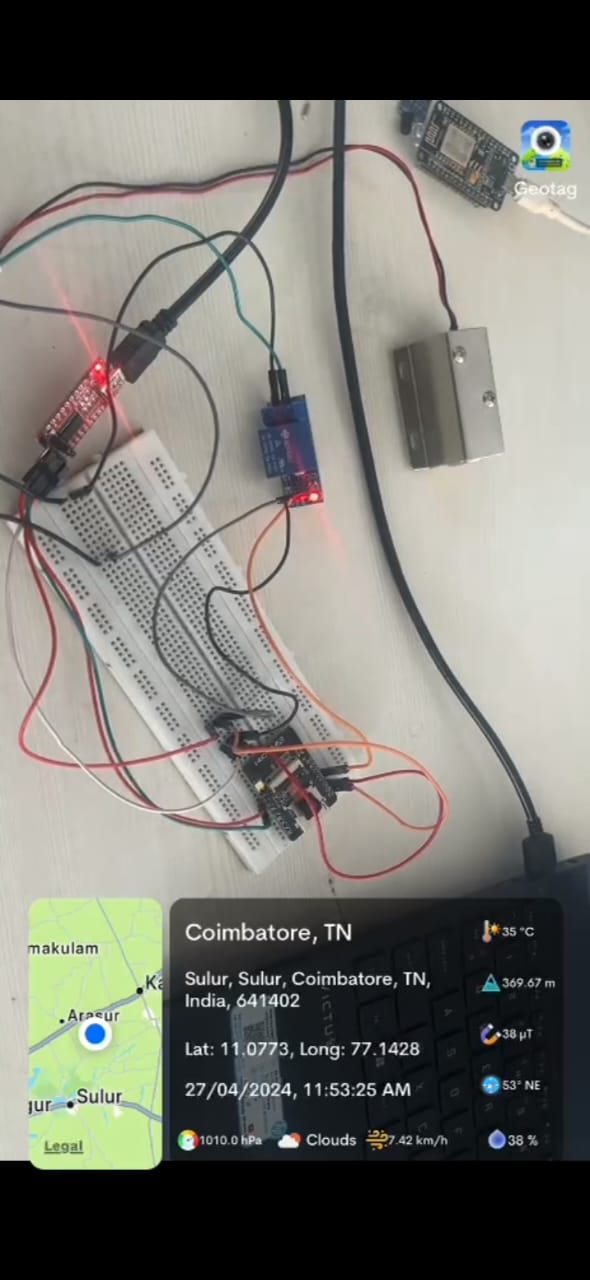 Geotag
Coimbatore, TN
Sulur, Sulur, Coimbatore, TN,
India, 641402
Lat: 11.0773, Long: 77.1428
27/04/2024, 11:53:25 AM
1010.0 hPa
Clouds
7.42 km/h
35 °C
369.67 m
38 µT
53° NE
38 %
makulam
Ka
Arasur
gur
Sulur
Legal